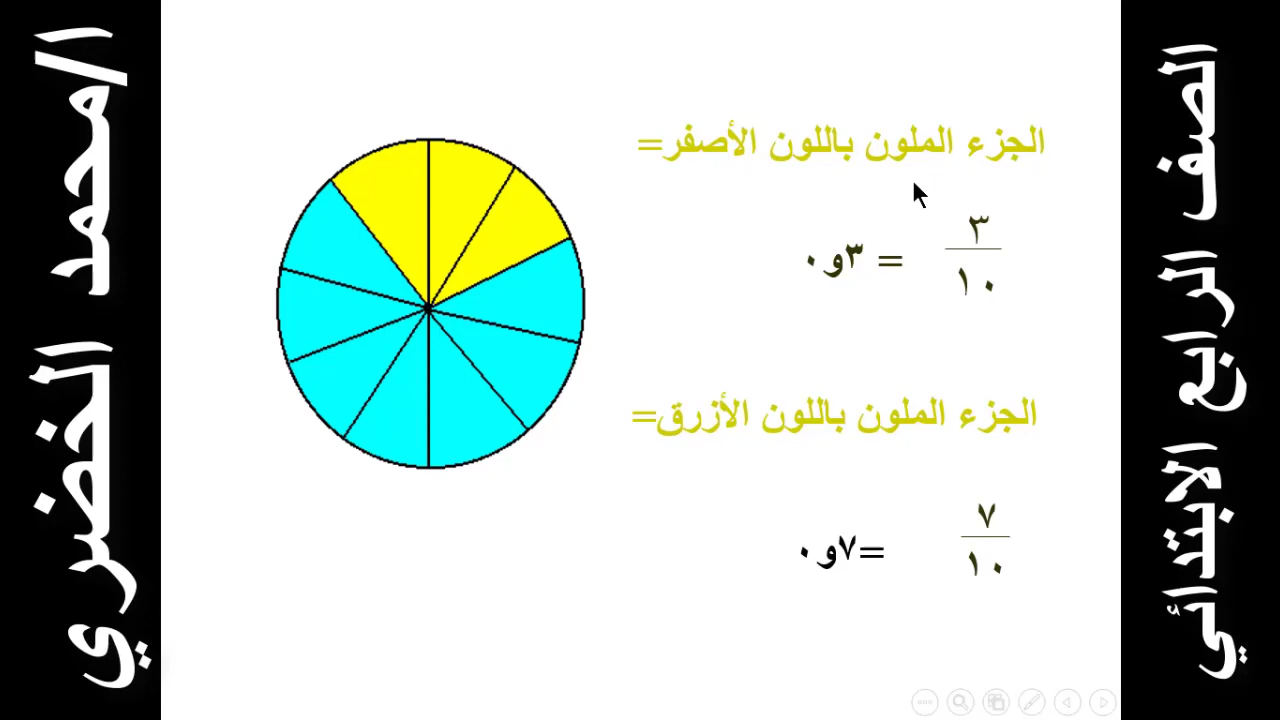 الصف الرابع الابتدائي
الجزء الملون باللون الأصفر=
٣
١٠
= ٣و٠
الجزء الملون باللون الأزرق=
٧
١٠
=٧و٠
ا/محمد الخضري